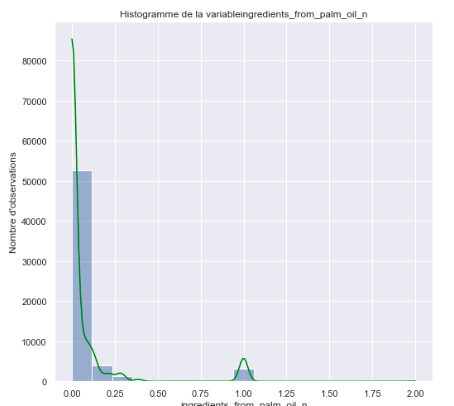 Histogramme de la variableingredients_from_palm_oil_n
80000
70000
60000
50000
40000
30000
20000
10000
0
Nombre d'observations
0.00 0.25 0.50 0.75 1.00 1.25 1.50 1.75 2.00
ingredients_from_palm_oil_n